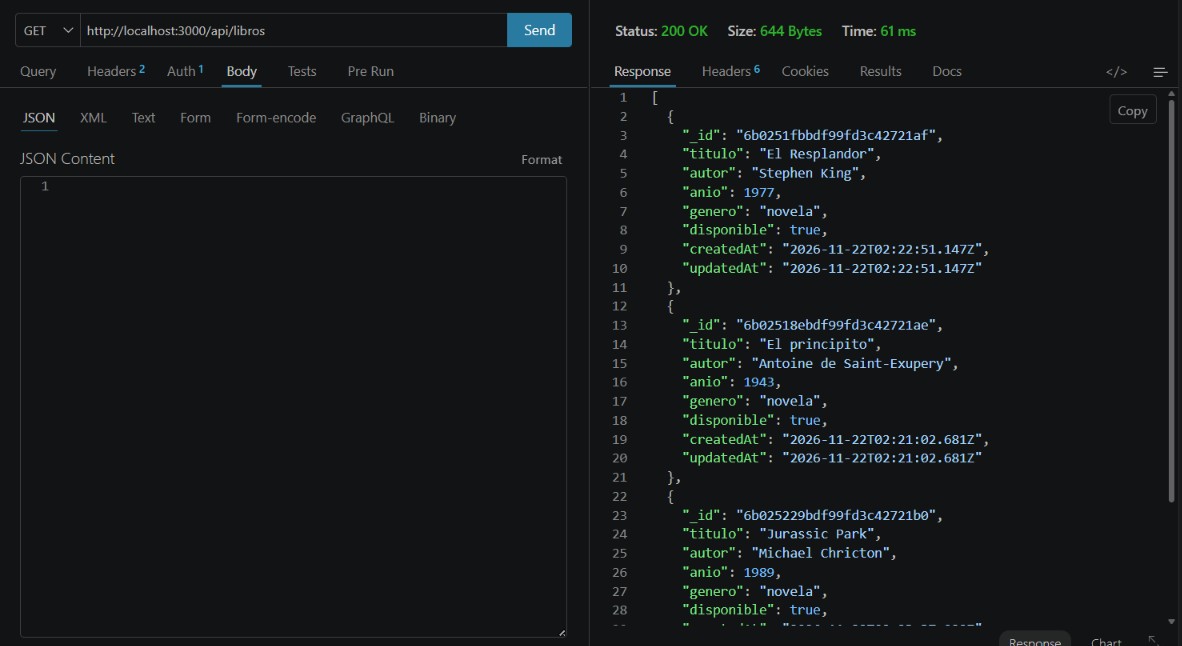 GET http://localhost:3000/api/libros Send
Query Headers 2 Auth 1 Body Tests Pre Run
JSON XML Text Form Form-encode GraphQL Binary
JSON Content Format
1
Status: 200 OK Size: 644 Bytes Time: 61 ms
Response Headers 6 Cookies Results Docs </>
Copy
1 [
2 {
3 "_id": "6b0251fbbdf99fd3c42721af",
4 "titulo": "El Resplandor",
5 "autor": "Stephen King",
6 "anio": 1977,
7 "genero": "novela",
8 "disponible": true,
9 "createdAt": "2026-11-22T02:22:51.147Z",
10 "updatedAt": "2026-11-22T02:22:51.147Z"
11 },
12 {
13 "_id": "6b02518ebdf99fd3c42721ae",
14 "titulo": "El principito",
15 "autor": "Antoine de Saint-Exupery",
16 "anio": 1943,
17 "genero": "novela",
18 "disponible": true,
19 "createdAt": "2026-11-22T02:21:02.681Z",
20 "updatedAt": "2026-11-22T02:21:02.681Z"
21 },
22 {
23 "_id": "6b025229bdf99fd3c42721b0",
24 "titulo": "Jurassic Park",
25 "autor": "Michael Chricton",
26 "anio": 1989,
27 "genero": "novela",
28 "disponible": true,
Response Chart